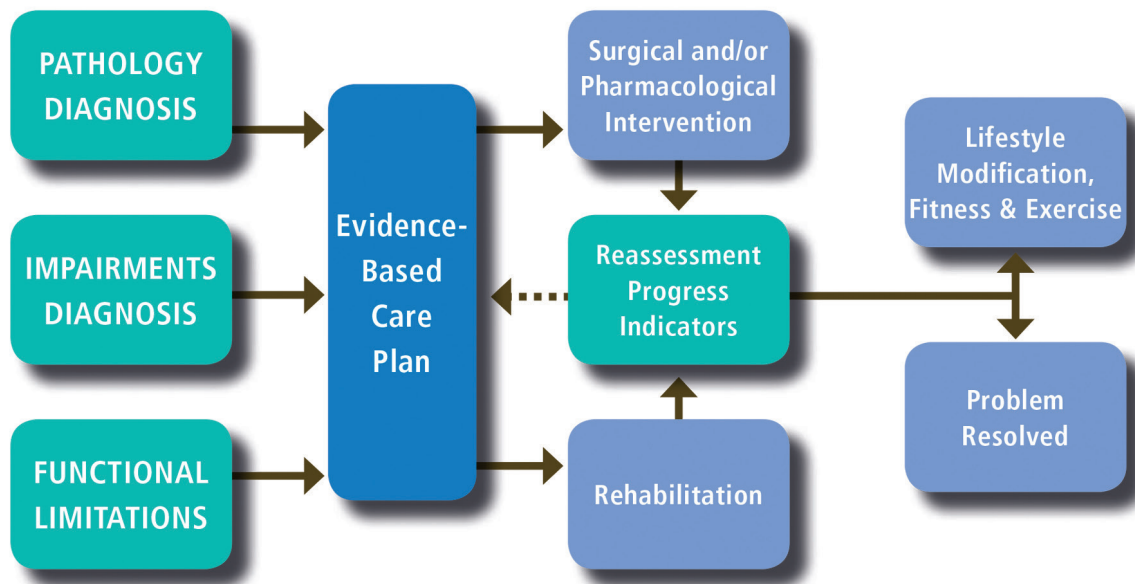 PATHOLOGY
DIAGNOSIS
IMPAIRMENTS
DIAGNOSIS
FUNCTIONAL
LIMITATIONS
Evidence-
Based
Care
Plan
Surgical and/or
Pharmacological
Intervention
Reassessment
Progress
Indicators
Rehabilitation
Lifestyle
Modification,
Fitness & Exercise
Problem
Resolved